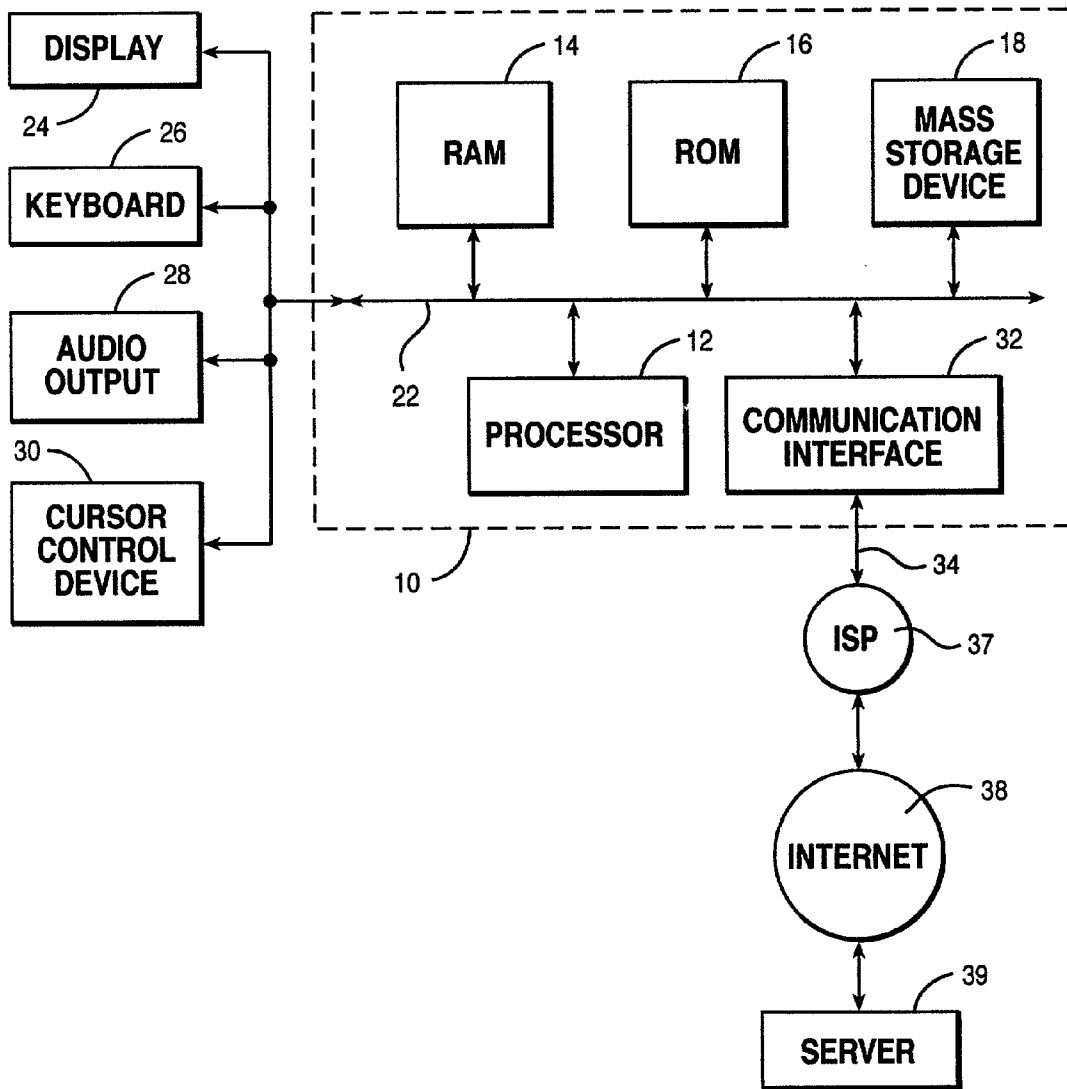 DISPLAY
24
26
KEYBOARD
28
AUDIO
OUTPUT
30
CURSOR
CONTROL
DEVICE
14
RAM
16
ROM
18
MASS
STORAGE
DEVICE
22
12
PROCESSOR
32
COMMUNICATION
INTERFACE
10
34
ISP
37
38
INTERNET
39
SERVER